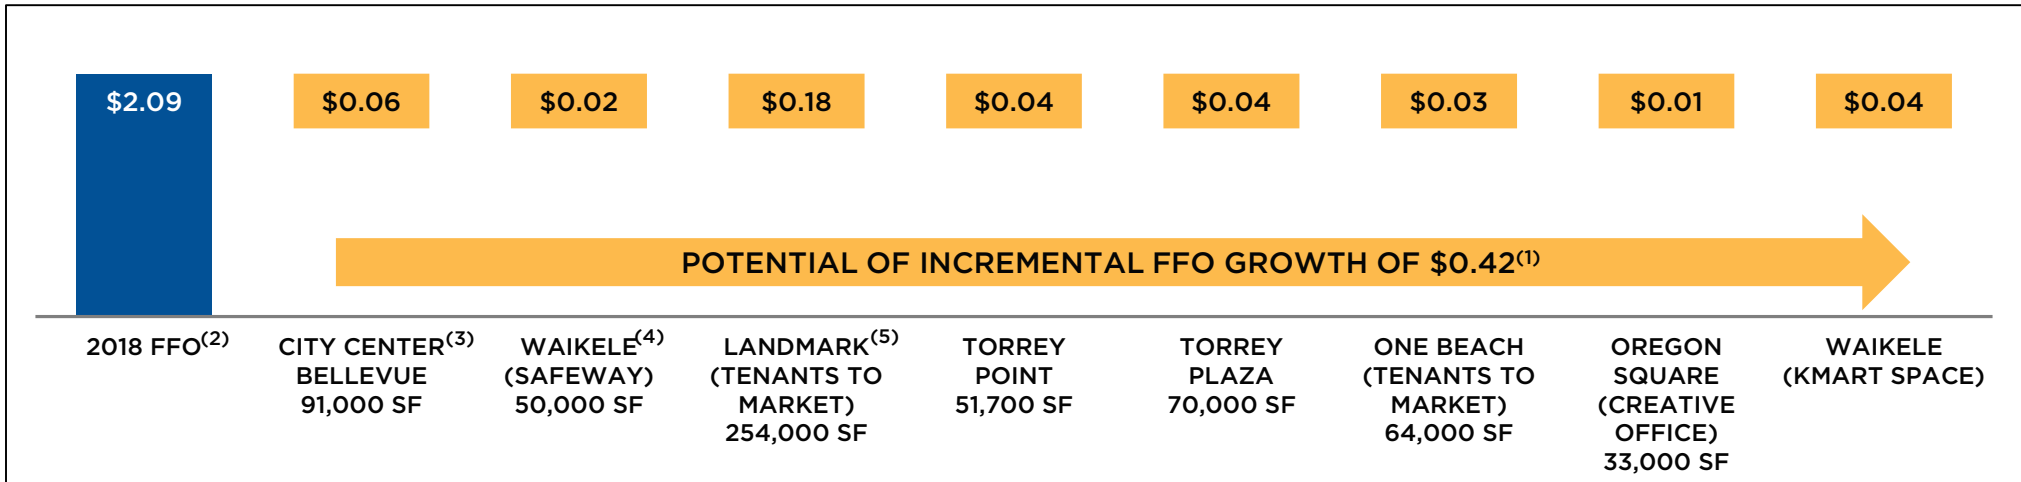 $2.09
$0.06
$0.02
$0.18
$0.04
$0.04
$0.03
$0.01
$0.04
POTENTIAL OF INCREMENTAL FFO GROWTH OF $0.42(1)
2018 FFO(2)
CITY CENTER(3)
BELLEVUE
91,000 SF
WAIKELE(4)
(SAFEWAY)
50,000 SF
LANDMARK(5)
(TENANTS TO
MARKET)
254,000 SF
TORREY
POINT
51,700 SF
TORREY
PLAZA
70,000 SF
ONE BEACH
(TENANTS TO
MARKET)
64,000 SF
OREGON
SQUARE
(CREATIVE
OFFICE)
33,000 SF
WAIKELE
(KMART SPACE)